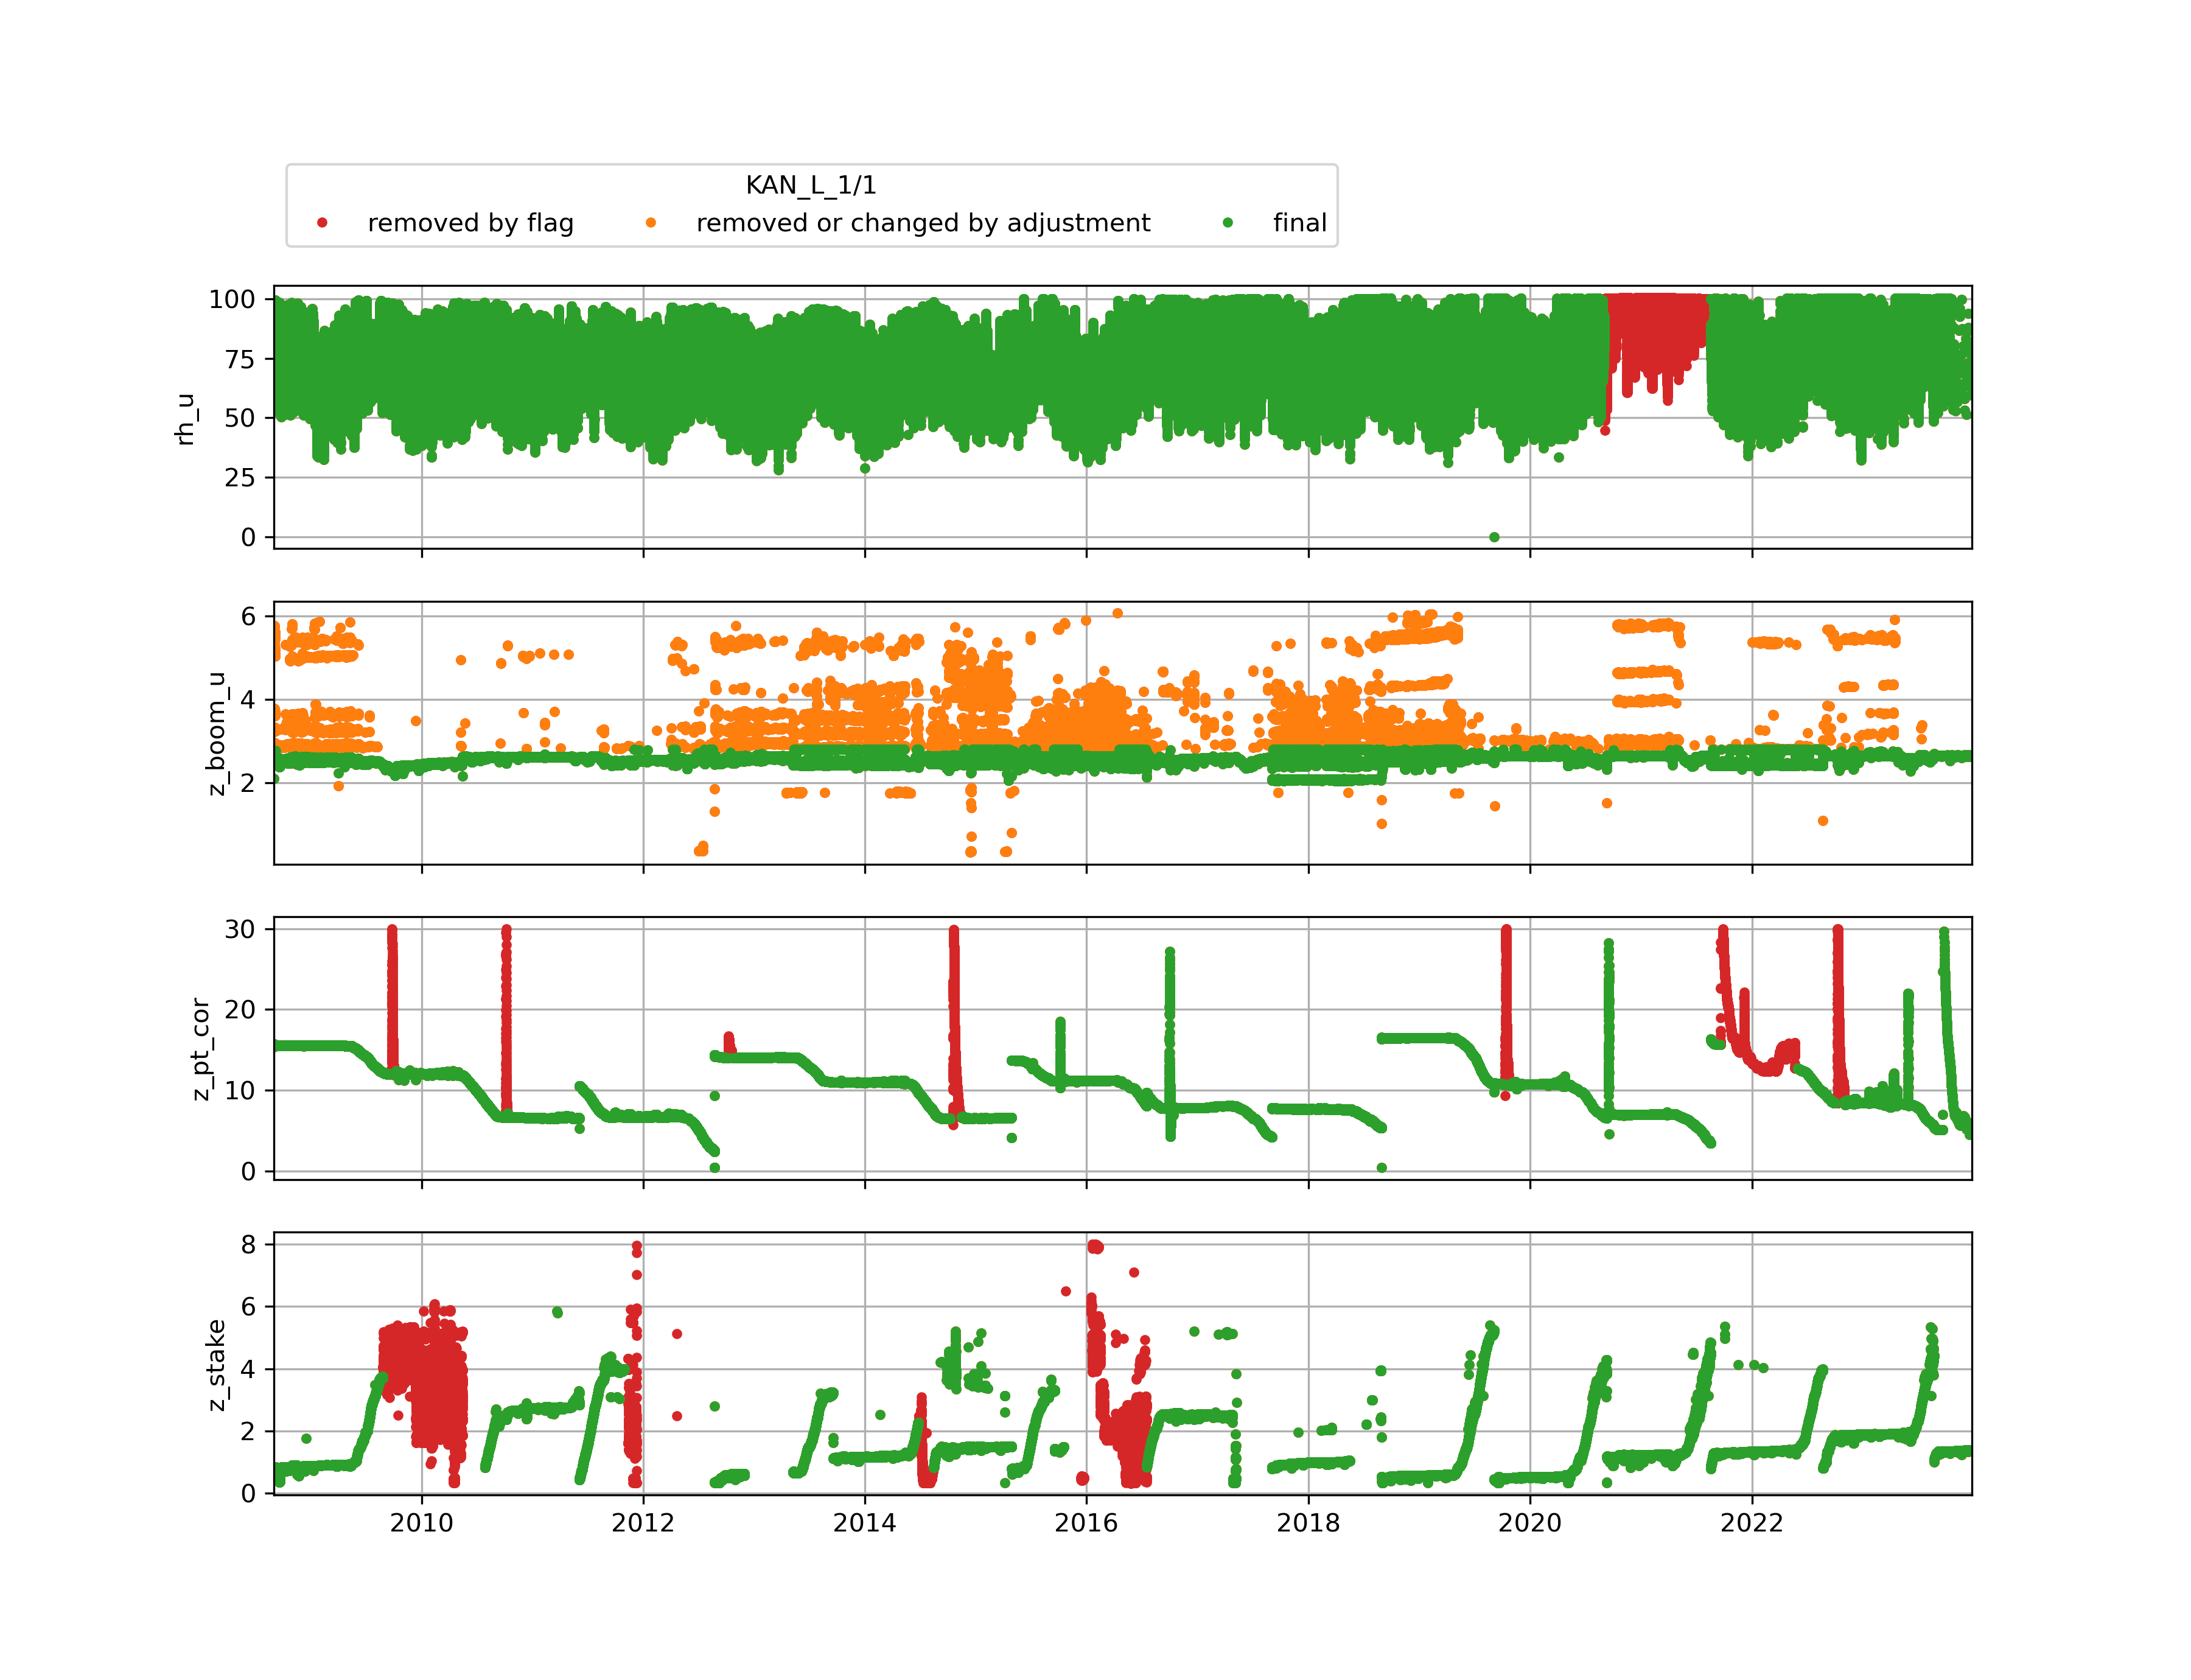 KAN_L_1/1
removed by flag removed or changed by adjustment final
100
75
50
25
0
rh_u
6
4
2
z_boom_u
30
20
10
0
z_pt_cor
8
6
4
2
0
z_stake
2010 2012 2014 2016 2018 2020 2022